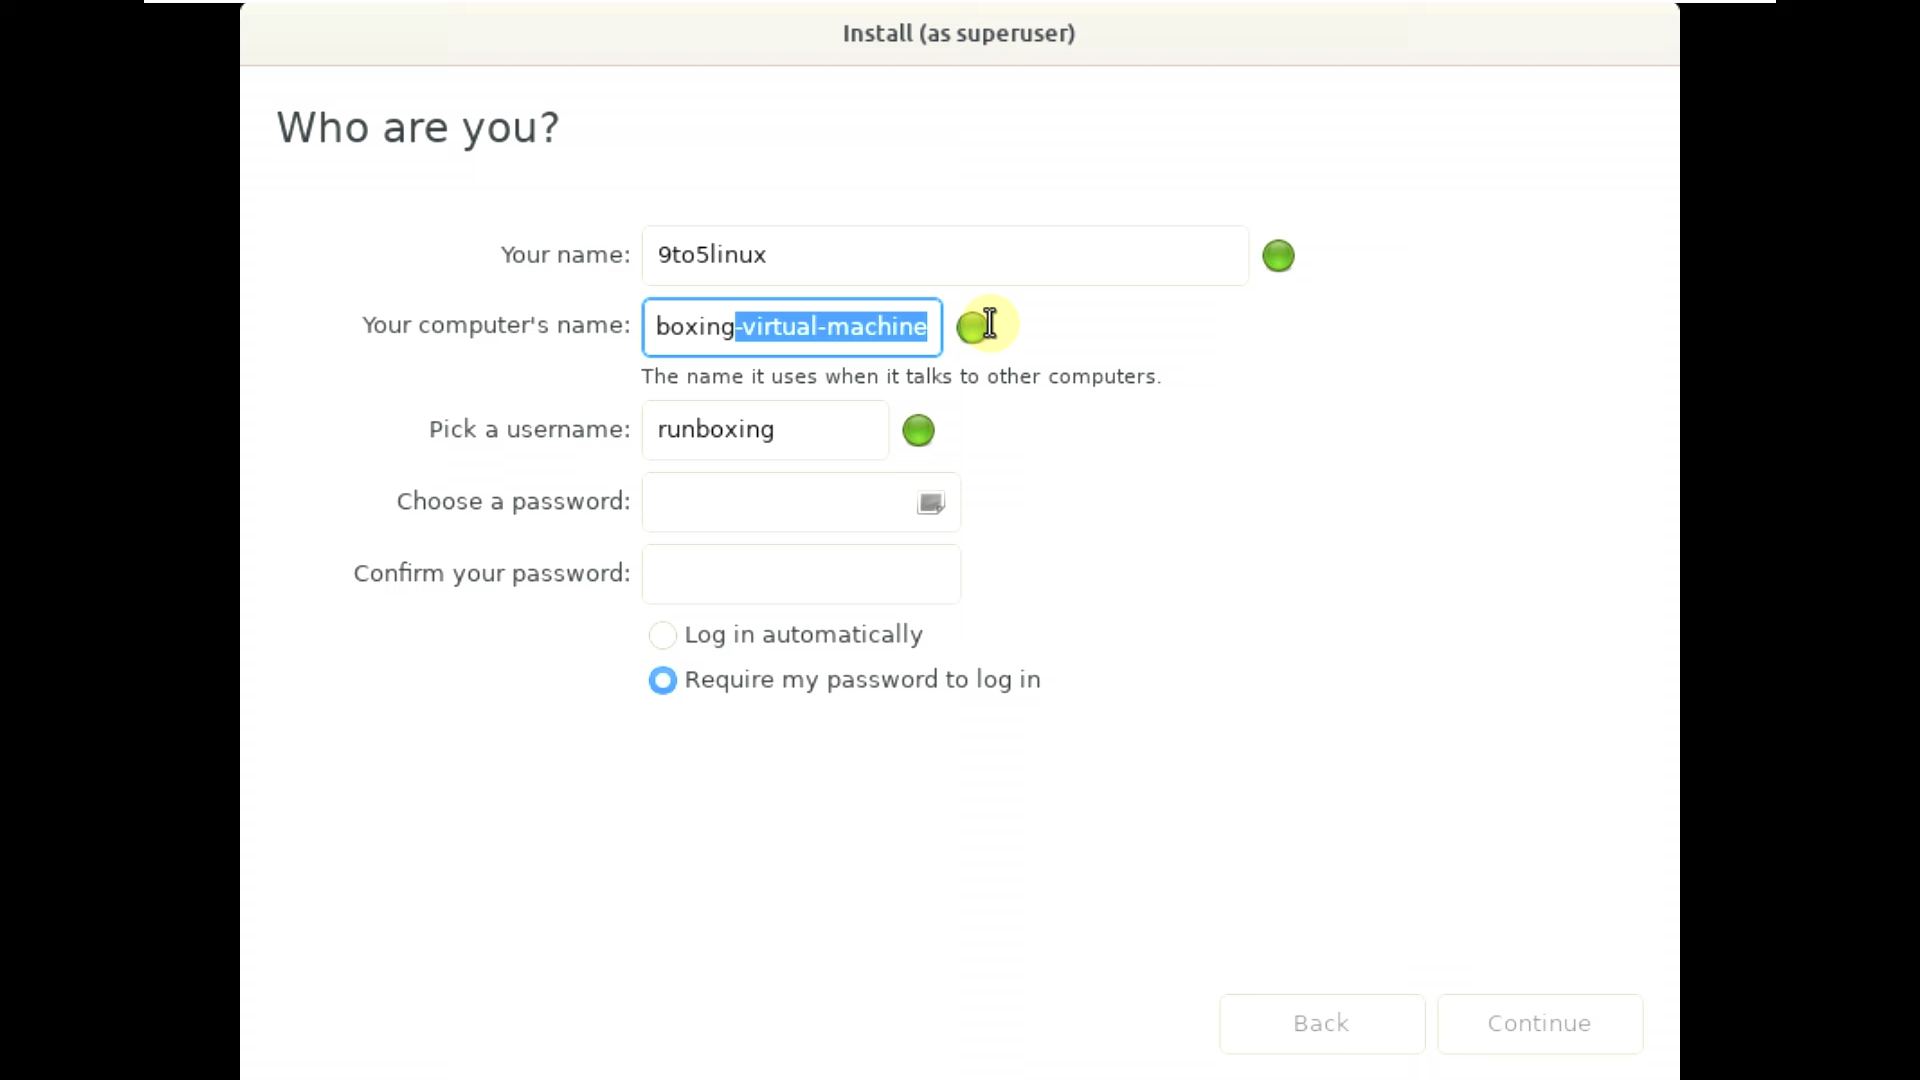 Install (as superuser)
Who are you?
Your name: 9to5linux
Your computer's name: boxing-virtual-machine
The name it uses when it talks to other computers.
Pick a username: runboxing
Choose a password:
Confirm your password:
Log in automatically
Require my password to log in
Back Continue